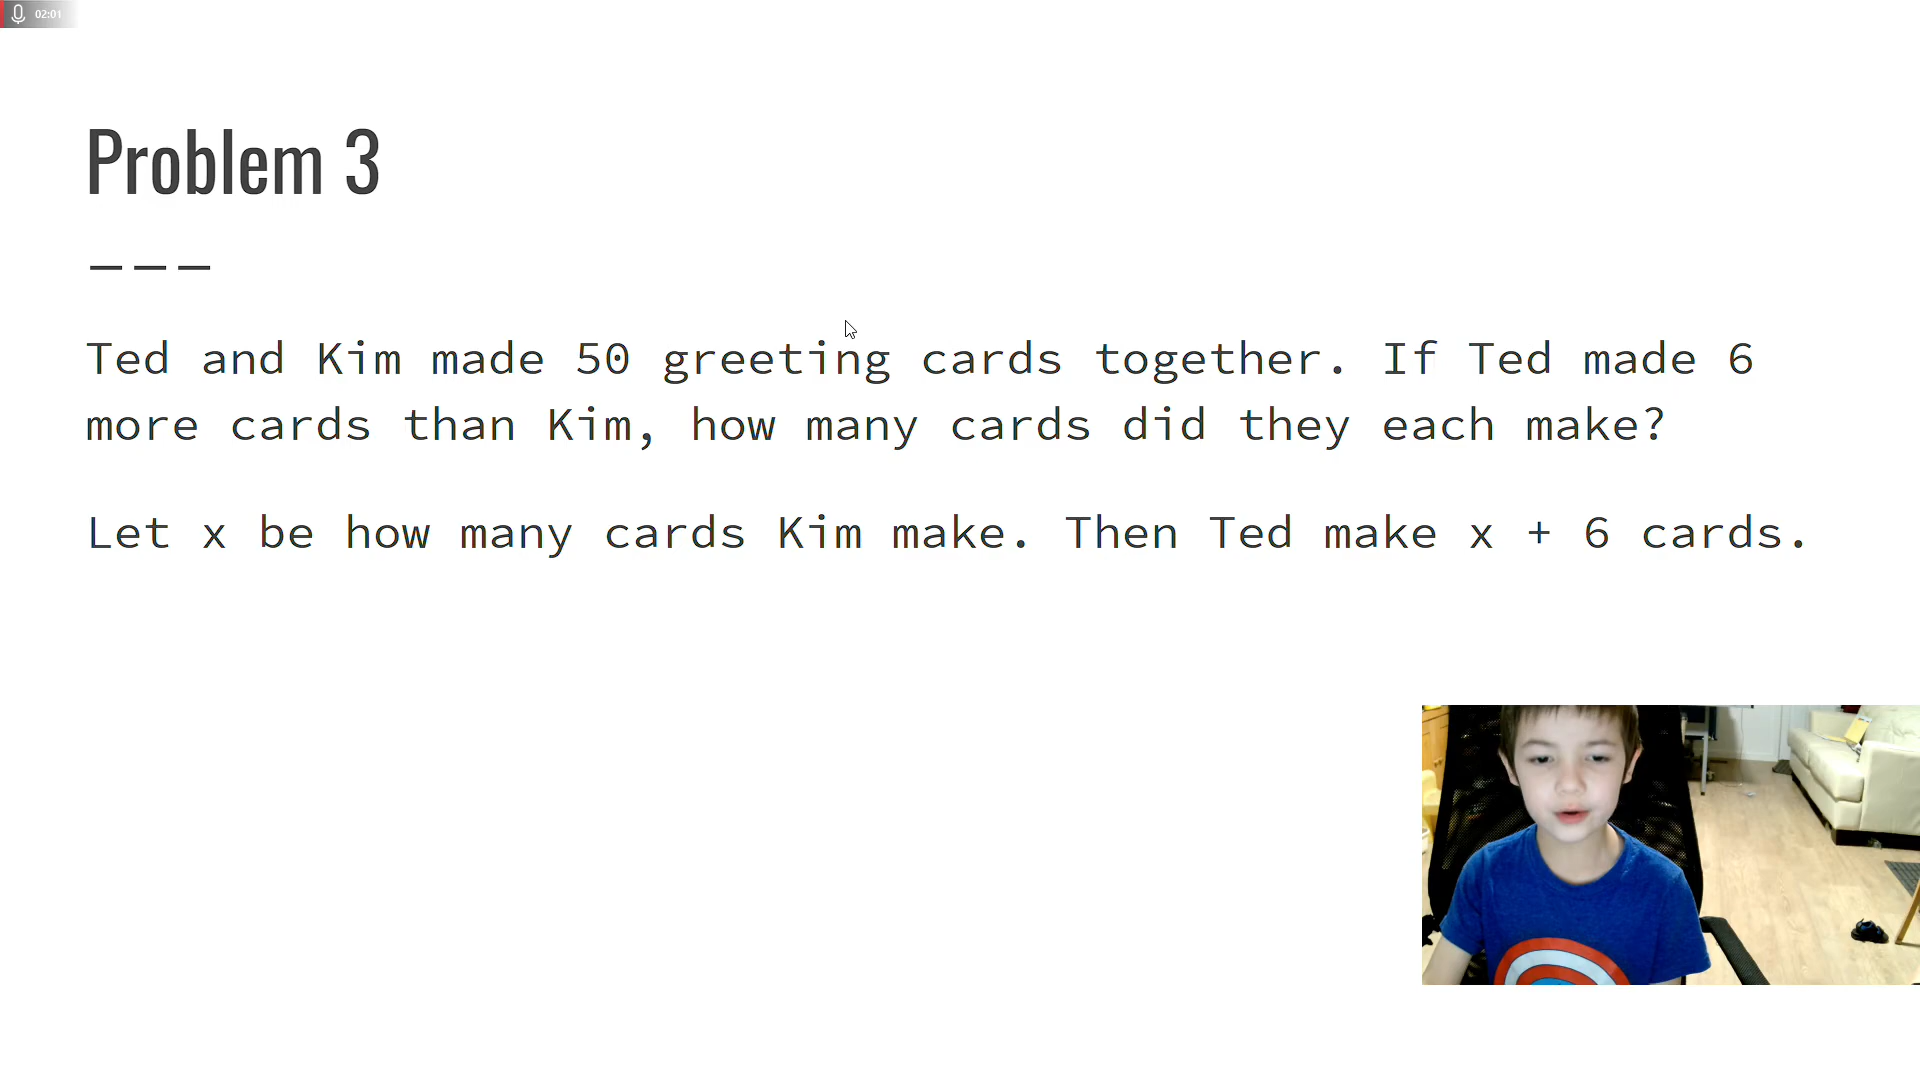 02:01
Problem 3
Ted and Kim made 50 greeting cards together. If Ted made 6
more cards than Kim, how many cards did they each make?
Let x be how many cards Kim make. Then Ted make x + 6 cards.